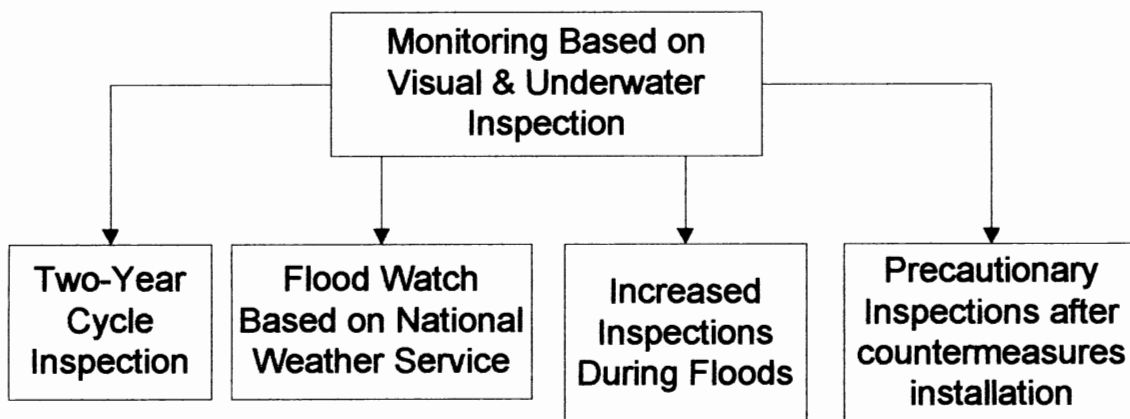 Monitoring Based on
Visual & Underwater
Inspection
Two-Year
Cycle
Inspection
Flood Watch
Based on National
Weather Service
Increased
Inspections
During Floods
Precautionary
Inspections after
countermeasures
installation